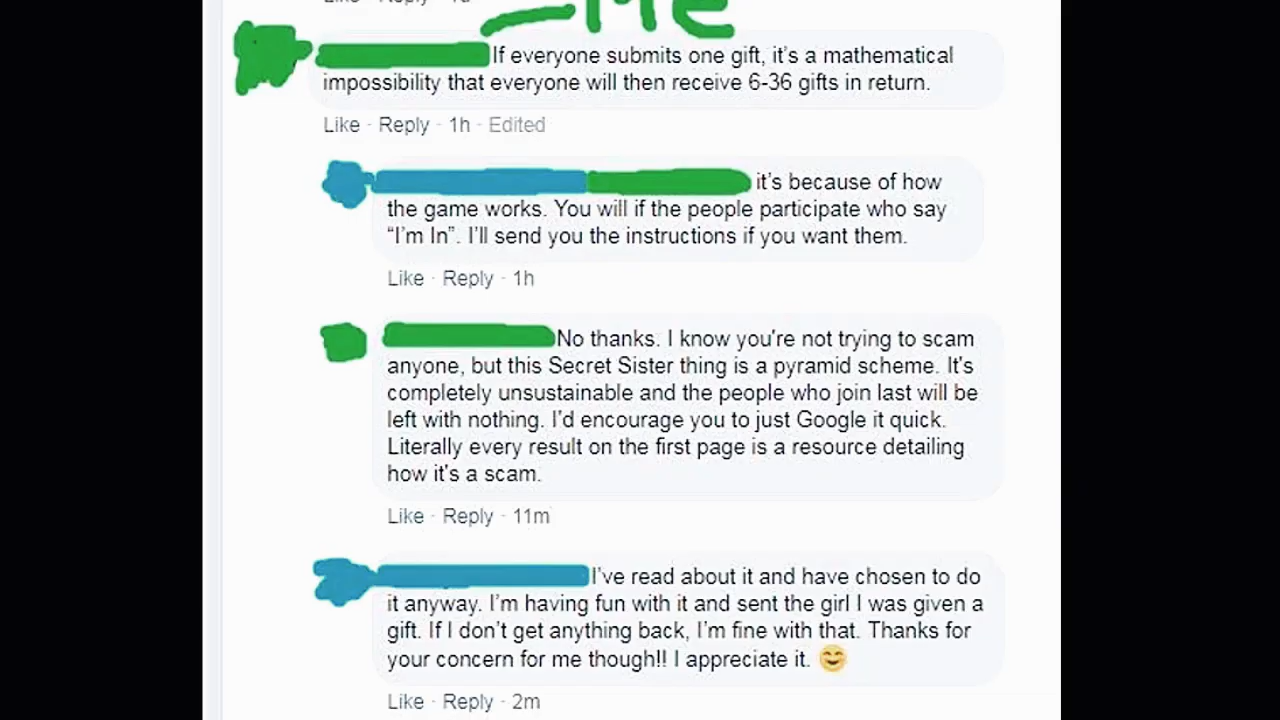 Like · Reply ·
ME
If everyone submits one gift, it's a mathematical
impossibility that everyone will then receive 6-36 gifts in return.
Like · Reply · 1h · Edited
it's because of how
the game works. You will if the people participate who say
“I'm In”. I'll send you the instructions if you want them.
Like · Reply · 1h
No thanks. I know you're not trying to scam
anyone, but this Secret Sister thing is a pyramid scheme. It's
completely unsustainable and the people who join last will be
left with nothing. I'd encourage you to just Google it quick.
Literally every result on the first page is a resource detailing
how it's a scam.
Like · Reply · 11m
I've read about it and have chosen to do
it anyway. I'm having fun with it and sent the girl I was given a
gift. If I don't get anything back, I'm fine with that. Thanks for
your concern for me though!! I appreciate it. 😊
Like · Reply · 2m